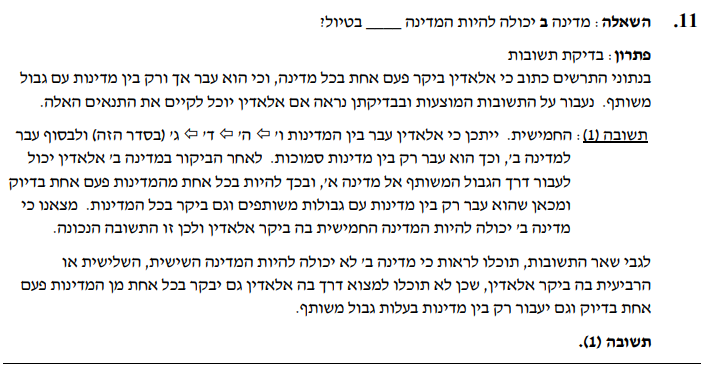 11. השאלה: מדינה ב יכולה להיות המדינה ____ בטיול?
פתרון: בדיקת תשובות
בנתוני התרשים כתוב כי אלאדין ביקר פעם אחת בכל מדינה, וכי הוא עבר אך ורק בין מדינות עם גבול
משותף. נעבור על התשובות המוצעות ובבדיקתן נראה אם אלאדין יוכל לקיים את התנאים האלה.
תשובה (1): החמישית. ייתכן כי אלאדין עבר בין המדינות ו' ⇦ ה' ⇦ ד' ⇦ ג' (בסדר הזה) ולבסוף עבר
למדינה ב', וכך הוא עבר רק בין מדינות סמוכות. לאחר הביקור במדינה ב' אלאדין יכול
לעבור דרך הגבול המשותף אל מדינה א', ובכך להיות בכל אחת מהמדינות פעם אחת בדיוק
ומכאן שהוא עבר רק בין מדינות עם גבולות משותפים וגם ביקר בכל המדינות. מצאנו כי
מדינה ב' יכולה להיות המדינה החמישית בה ביקר אלאדין ולכן זו התשובה הנכונה.
לגבי שאר התשובות, תוכלו לראות כי מדינה ב' לא יכולה להיות המדינה השישית, השלישית או
הרביעית בה ביקר אלאדין, שכן לא תוכלו למצוא דרך בה אלאדין גם יבקר בכל אחת מן המדינות פעם
אחת בדיוק וגם יעבור רק בין מדינות בעלות גבול משותף.
תשובה (1).